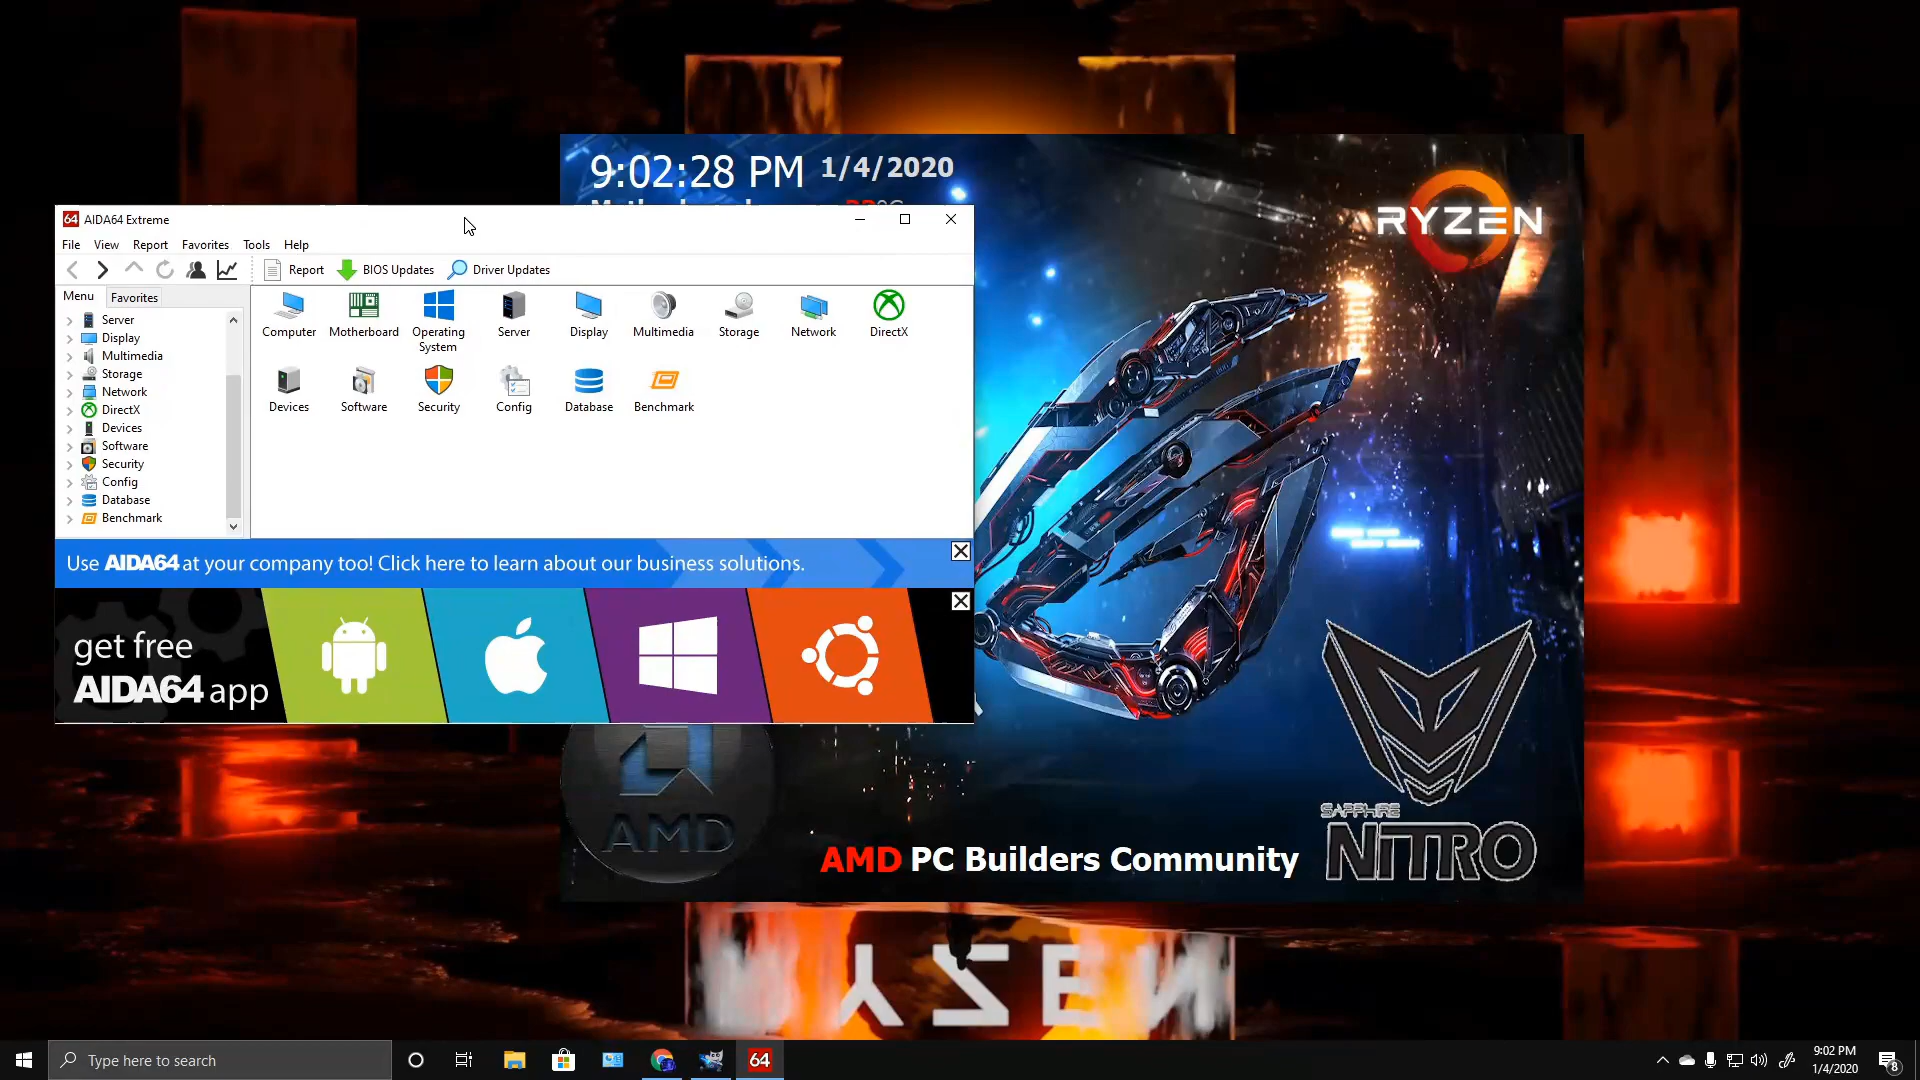 9:02:28 PM 1/4/2020
RYZEN
64 AIDA64 Extreme
File View Report Favorites Tools Help
Report BIOS Updates Driver Updates
Menu Favorites
Server
Display
Multimedia
Storage
Network
DirectX
Devices
Software
Security
Config
Database
Benchmark
Computer Motherboard Operating System Server Display Multimedia Storage Network DirectX
Devices Software Security Config Database Benchmark
Use AIDA64 at your company too! Click here to learn about our business solutions.
get free
AIDA64 app
AMD
SAPPHIRE
NITRO
AMD PC Builders Community
Type here to search
64
9:02 PM
1/4/2020
8